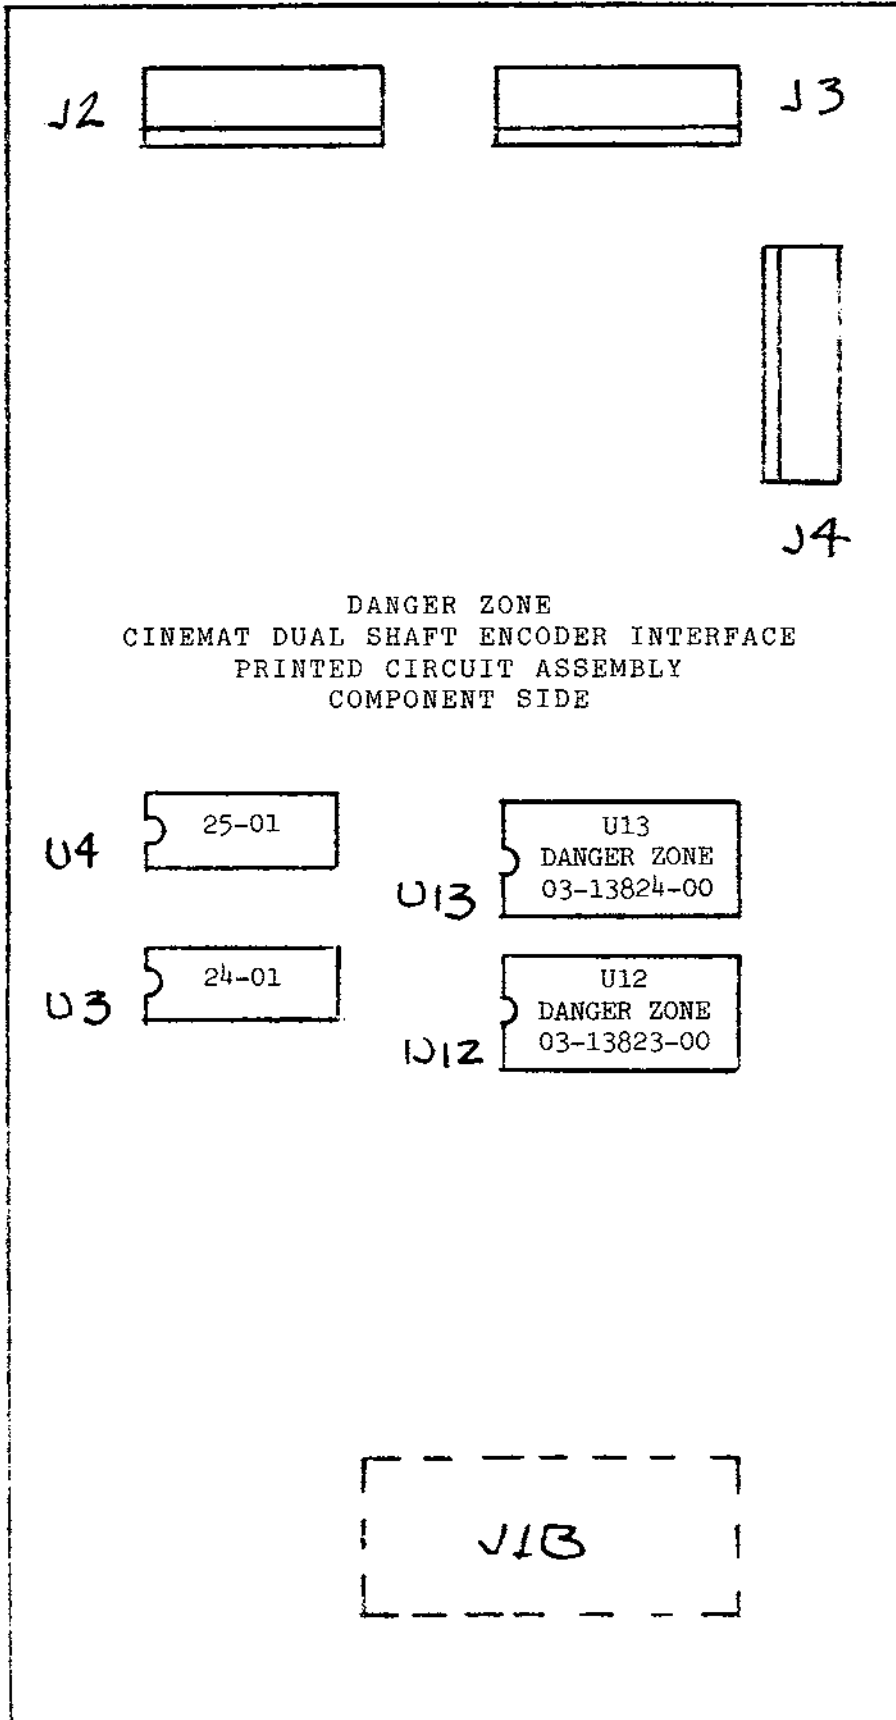 J2
J3
J4
DANGER ZONE
CINEMAT DUAL SHAFT ENCODER INTERFACE
PRINTED CIRCUIT ASSEMBLY
COMPONENT SIDE
U4
25-01
U13
U13
DANGER ZONE
03-13824-00
U3
24-01
U12
U12
DANGER ZONE
03-13823-00
J1B